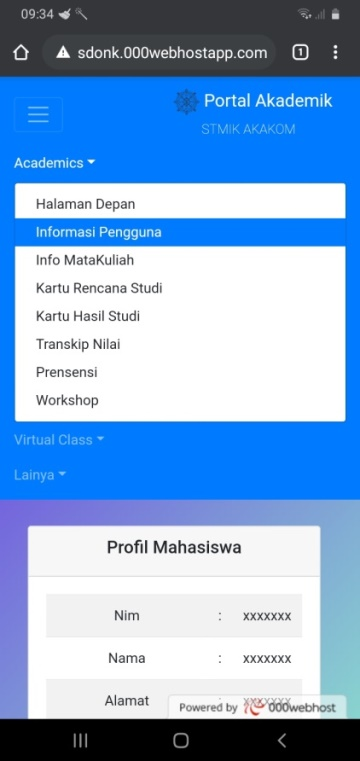 09:34
sdonk.000webhostapp.com
1
Portal Akademik
STMIK AKAKOM
Academics
Halaman Depan
Informasi Pengguna
Info MataKuliah
Kartu Rencana Studi
Kartu Hasil Studi
Transkip Nilai
Prensensi
Workshop
Virtual Class
Lainya
Profil Mahasiswa
Nim : xxxxxxx
Nama : xxxxxxx
Alamat : xxxxxxx
Powered by 000webhost